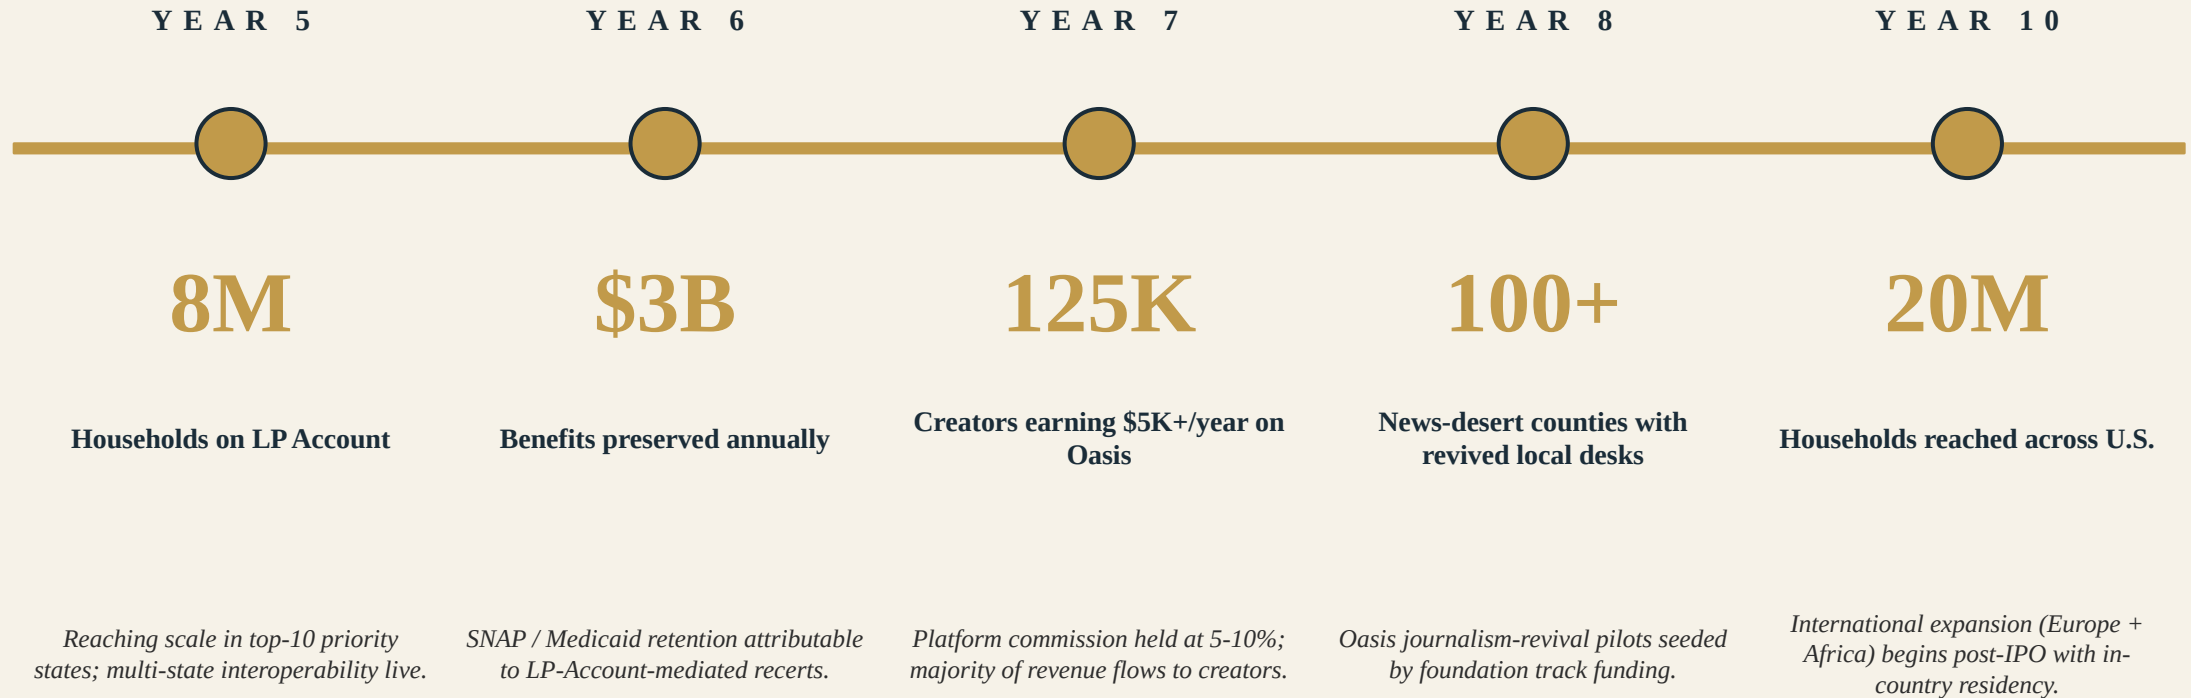 YEAR 5
YEAR 6
YEAR 7
YEAR 8
YEAR 10
8M
$3B
125K
100+
20M
Households on LP Account
Benefits preserved annually
Creators earning $5K+/year on
Oasis
News-desert counties with
revived local desks
Households reached across U.S.
Reaching scale in top-10 priority
states; multi-state interoperability live.
SNAP / Medicaid retention attributable
to LP-Account-mediated recerts.
Platform commission held at 5-10%;
majority of revenue flows to creators.
Oasis journalism-revival pilots seeded
by foundation track funding.
International expansion (Europe +
Africa) begins post-IPO with in-
country residency.